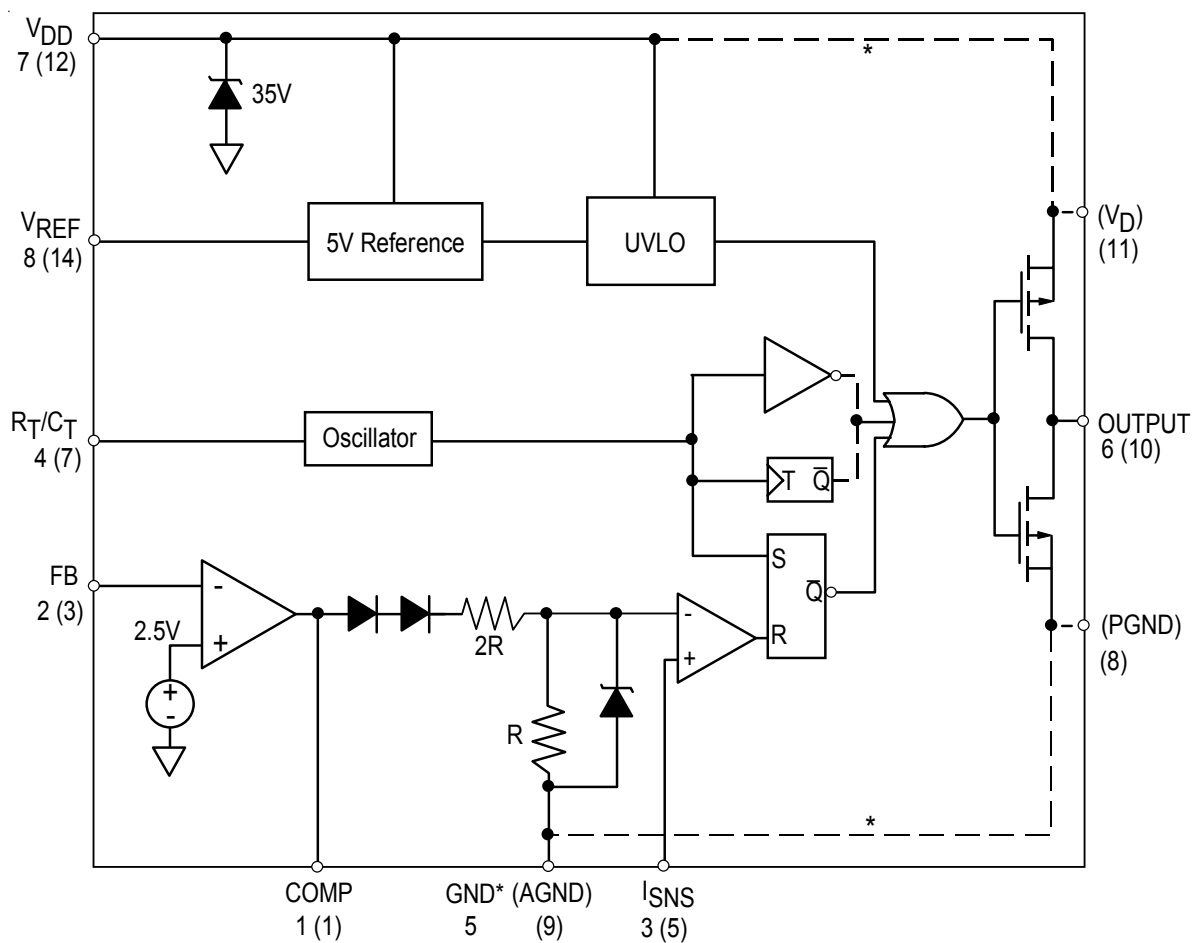 VDD
7 (12)
*
35V
VREF
8 (14)
5V Reference
UVLO
(VD)
(11)
RT/CT
4 (7)
Oscillator
T Q̅
OUTPUT
6 (10)
S
Q̅
R
FB
2 (3)
-
+
2.5V
+
-
2R
-
+
(PGND)
(8)
R
*
COMP
1 (1)
GND* (AGND)
5 (9)
ISNS
3 (5)